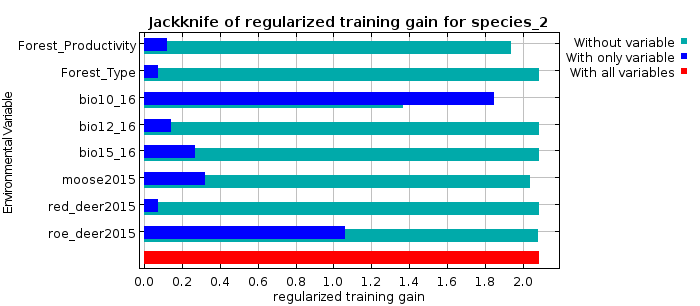 Jackknife of regularized training gain for species_2
Without variable
With only variable
With all variables
Environmental Variable
Forest_Productivity
Forest_Type
bio10_16
bio12_16
bio15_16
moose2015
red_deer2015
roe_deer2015
0.0 0.2 0.4 0.6 0.8 1.0 1.2 1.4 1.6 1.8 2.0
regularized training gain